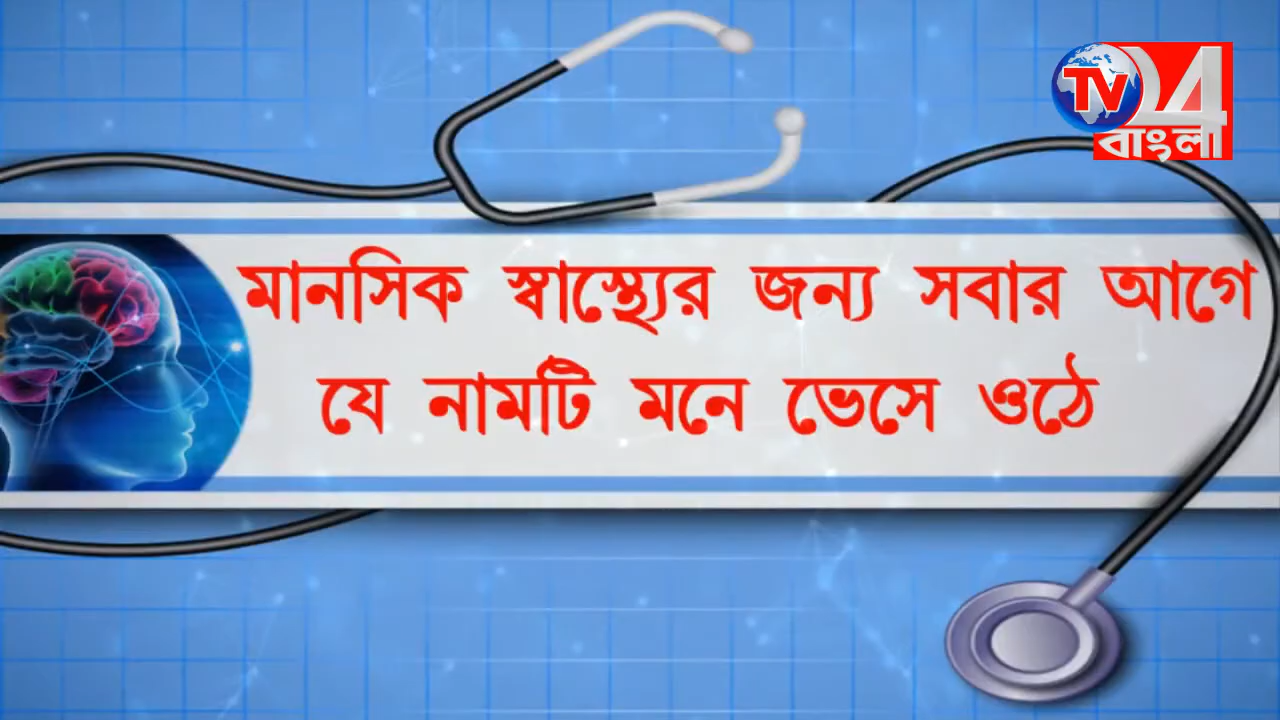 TV 24
বাংলা
মানসিক স্বাস্থ্যের জন্য সবার আগে
যে নামটি মনে ভেসে ওঠে